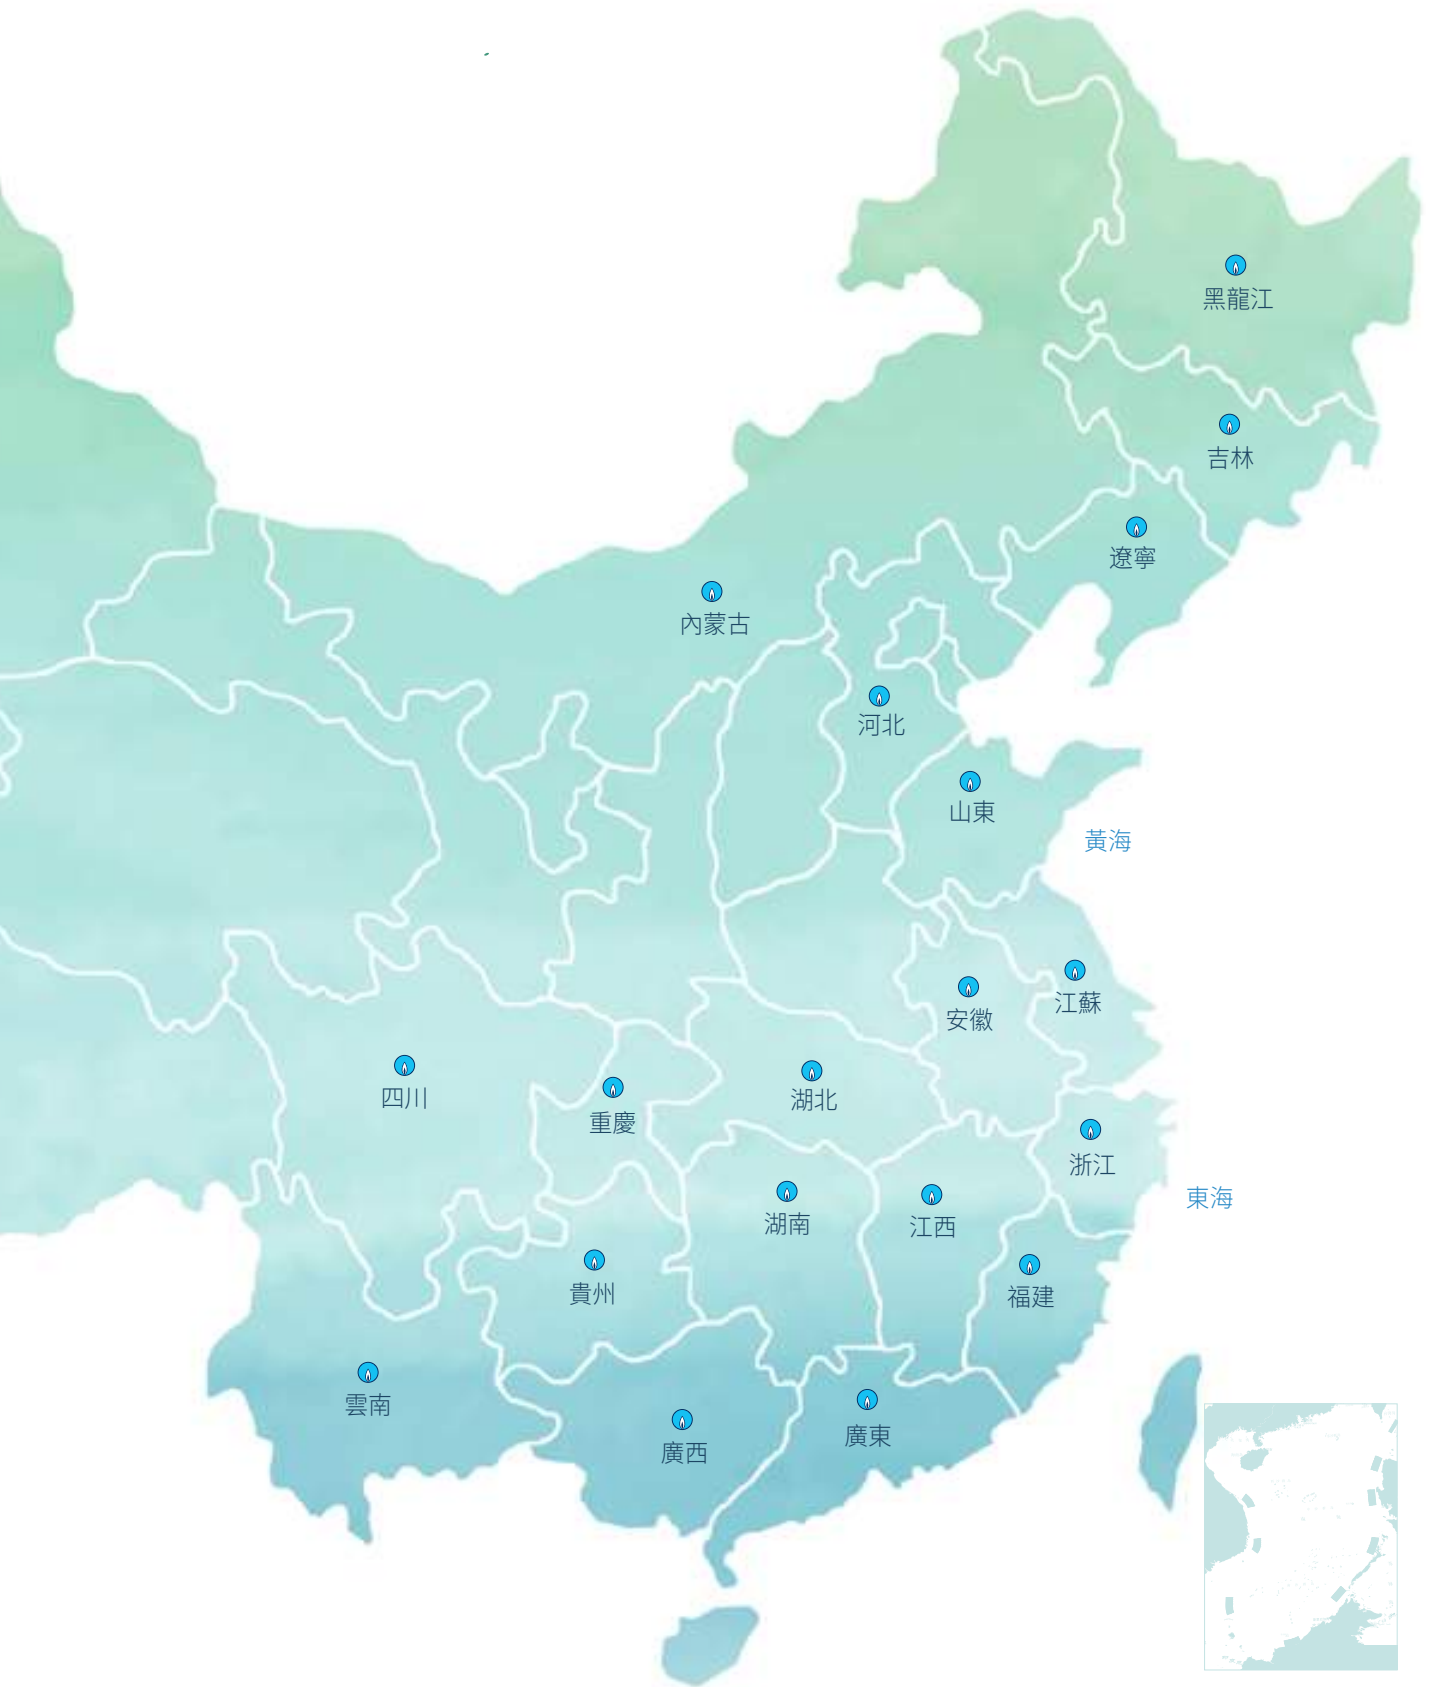 黑龍江
吉林
遼寧
內蒙古
河北
山東
黃海
江蘇
安徽
四川
湖北
重慶
浙江
東海
湖南
江西
貴州
福建
雲南
廣東
廣西